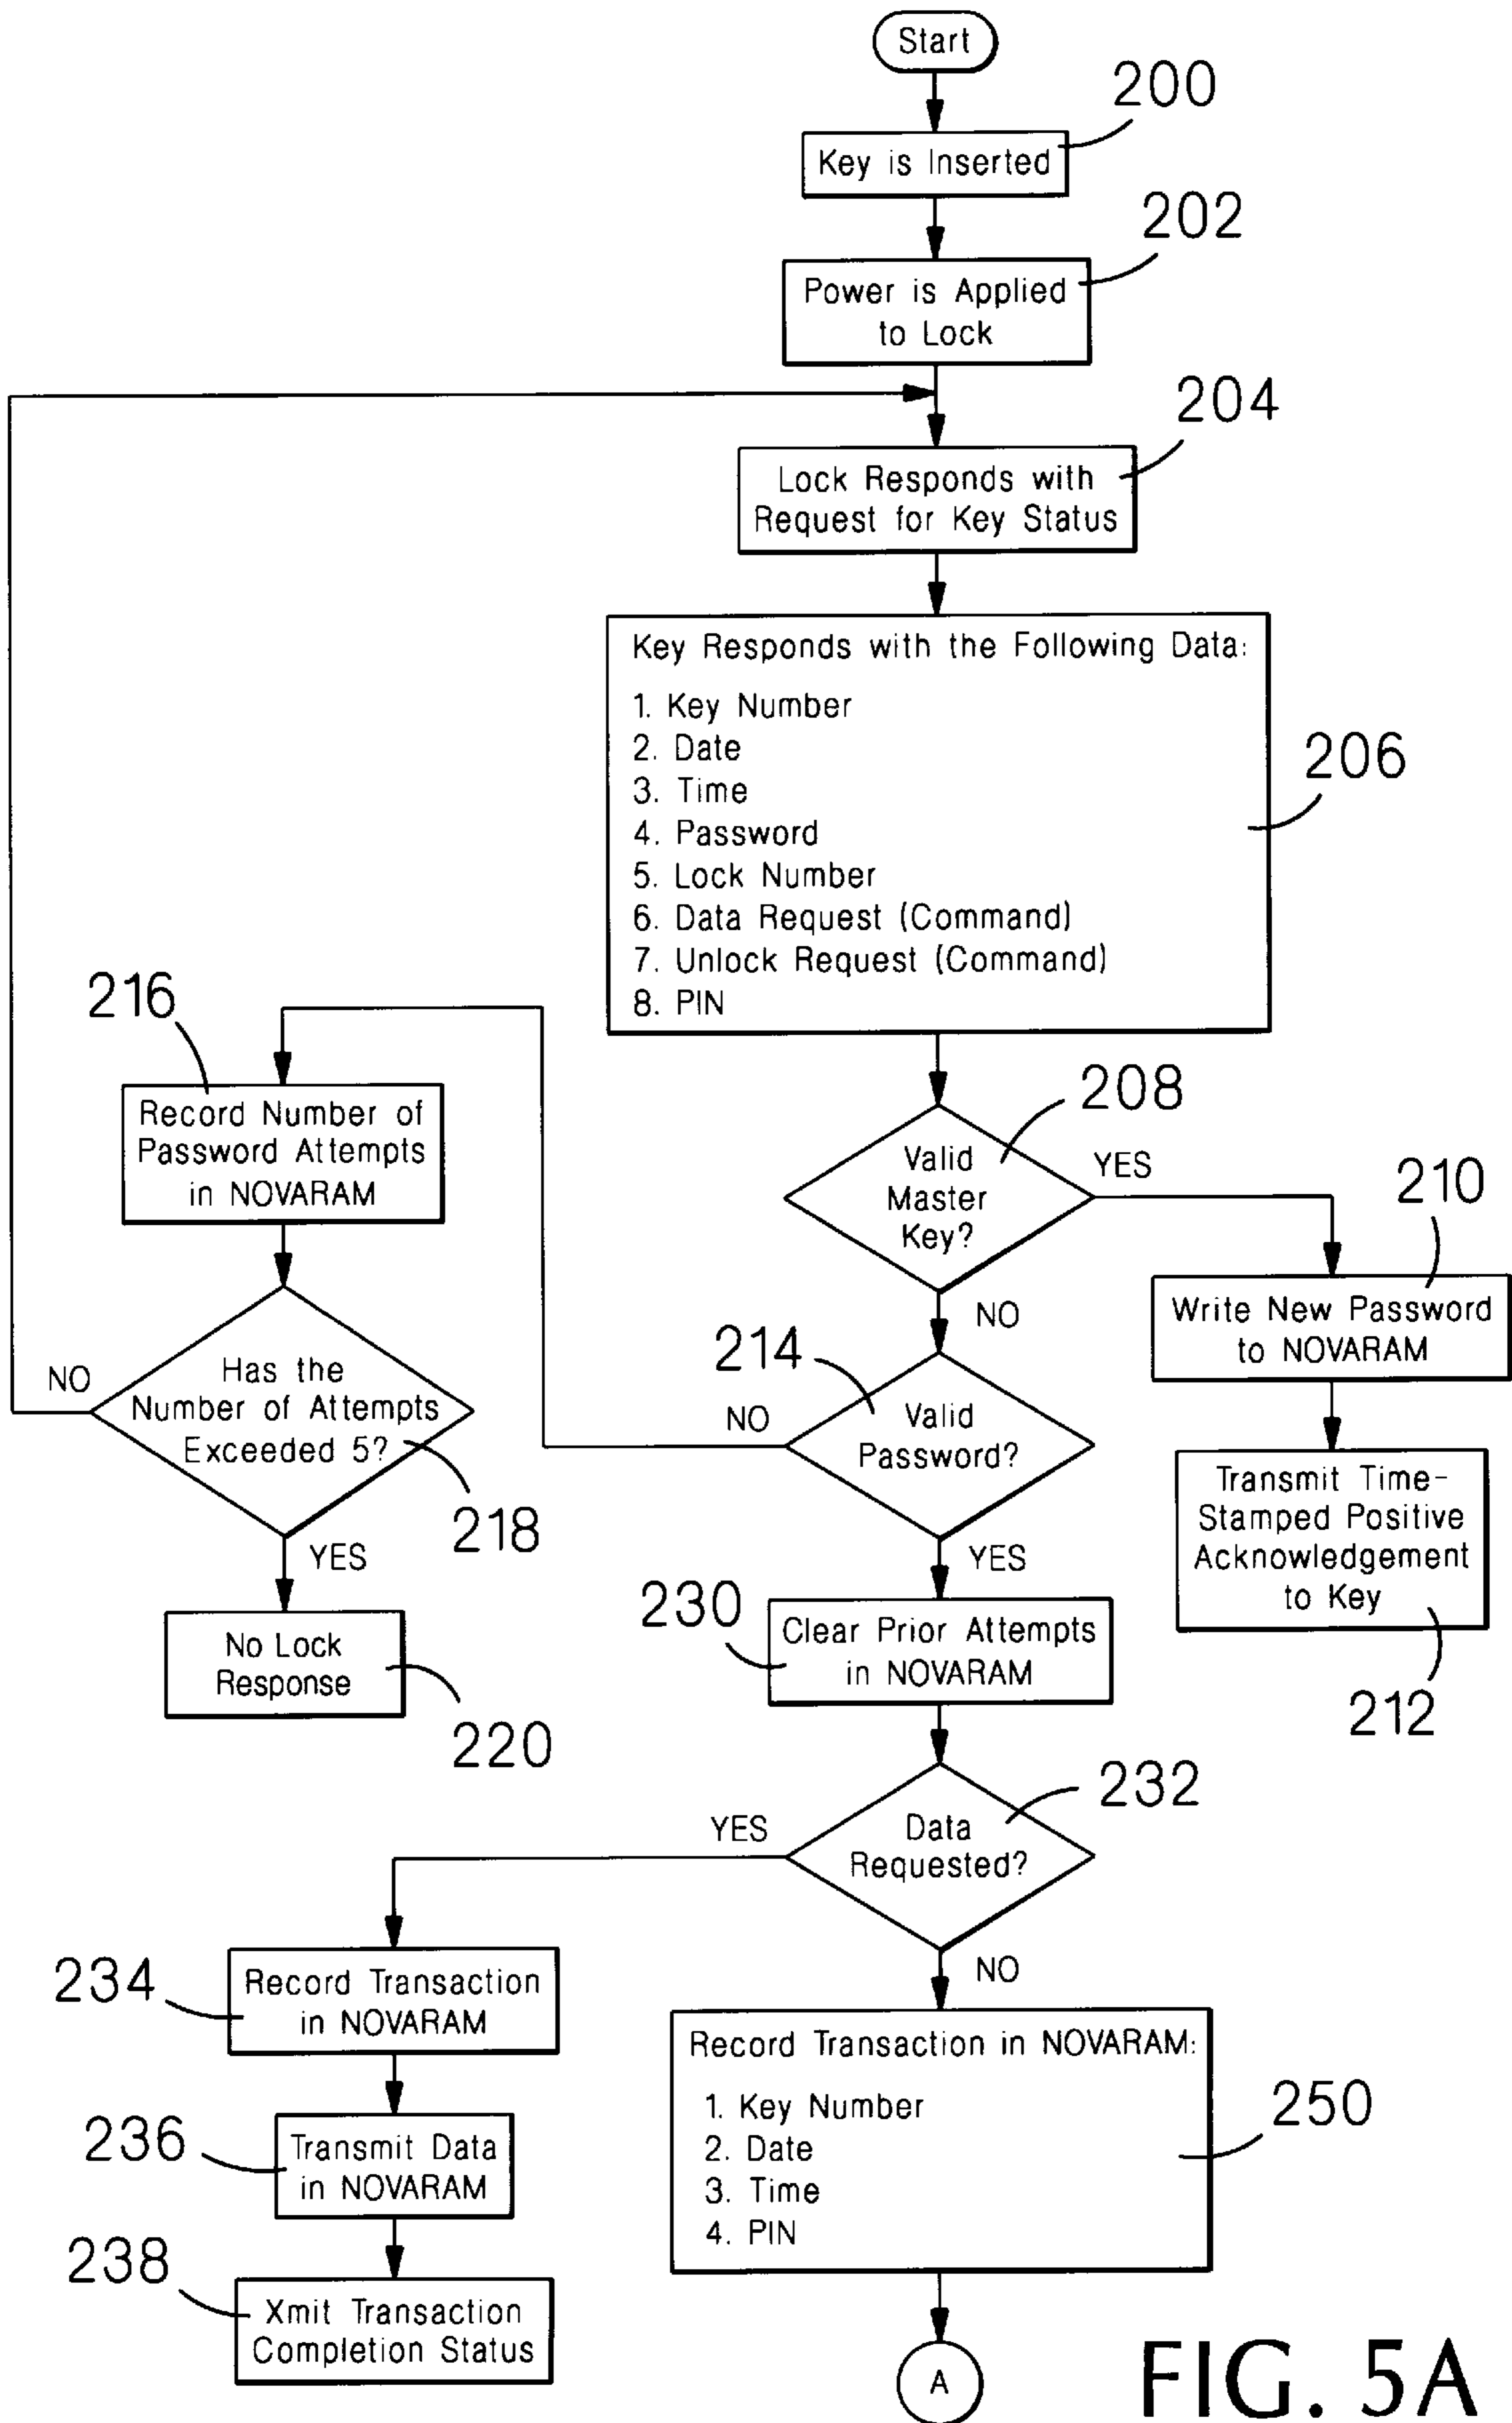 Start
200
Key is Inserted
202
Power is Applied
to Lock
204
Lock Responds with
Request for Key Status
206
Key Responds with the Following Data:
1. Key Number
2. Date
3. Time
4. Password
5. Lock Number
6. Data Request (Command)
7. Unlock Request (Command)
8. PIN
216
Record Number of
Password Attempts
in NOVARAM
208
Valid
Master
Key?
YES
NO
210
Write New Password
to NOVARAM
Transmit Time-
Stamped Positive
Acknowledgement
to Key
212
214
Valid
Password?
NO
YES
Has the
Number of Attempts
Exceeded 5?
NO
218
YES
No Lock
Response
220
230
Clear Prior Attempts
in NOVARAM
232
Data
Requested?
YES
NO
234
Record Transaction
in NOVARAM
236
Transmit Data
in NOVARAM
238
Xmit Transaction
Completion Status
Record Transaction in NOVARAM:
1. Key Number
2. Date
3. Time
4. PIN
250
A
FIG. 5A